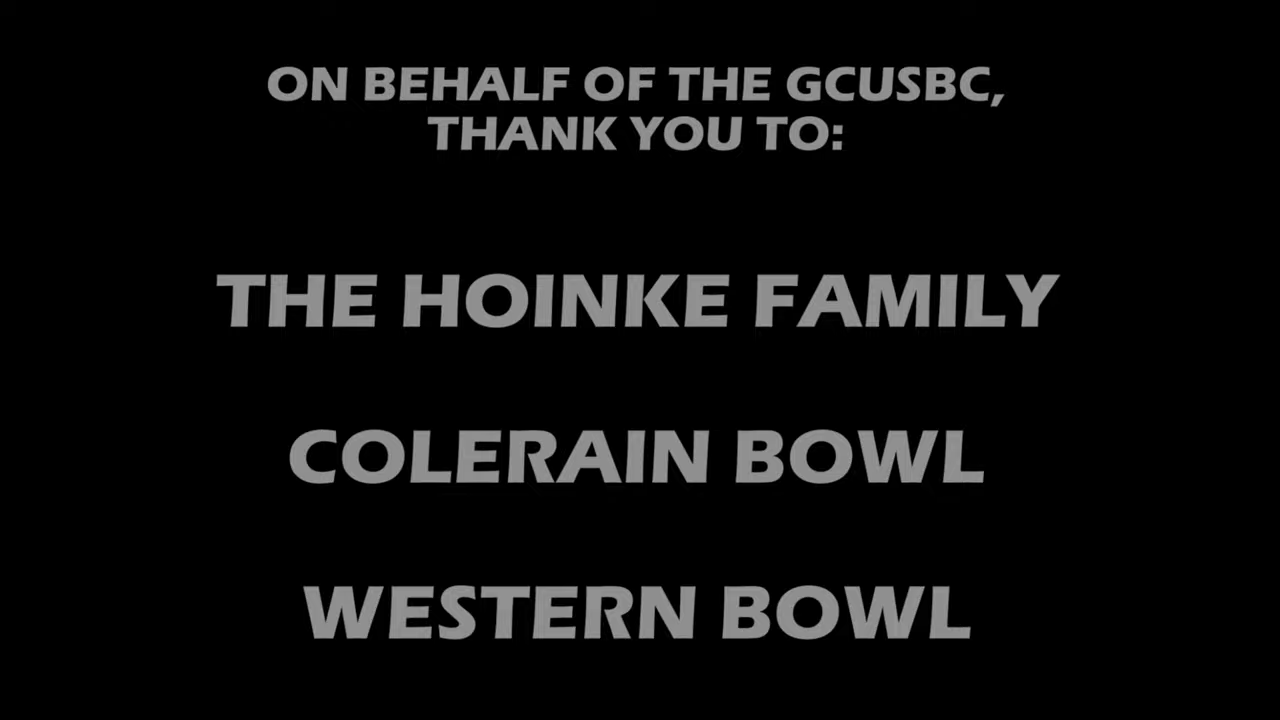 ON BEHALF OF THE GCUSBC,
THANK YOU TO:
THE HOINKE FAMILY
COLERAIN BOWL
WESTERN BOWL